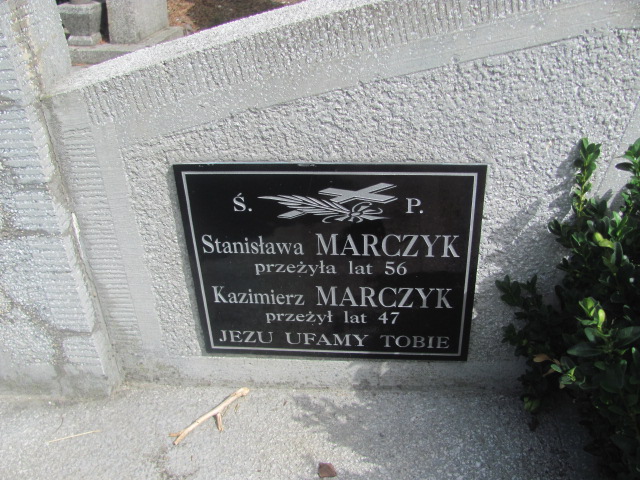 Ś. P.
Stanisława MARCZYK
przeżyła lat 56
Kazimierz MARCZYK
przeżył lat 47
JEZU UFAMY TOBIE